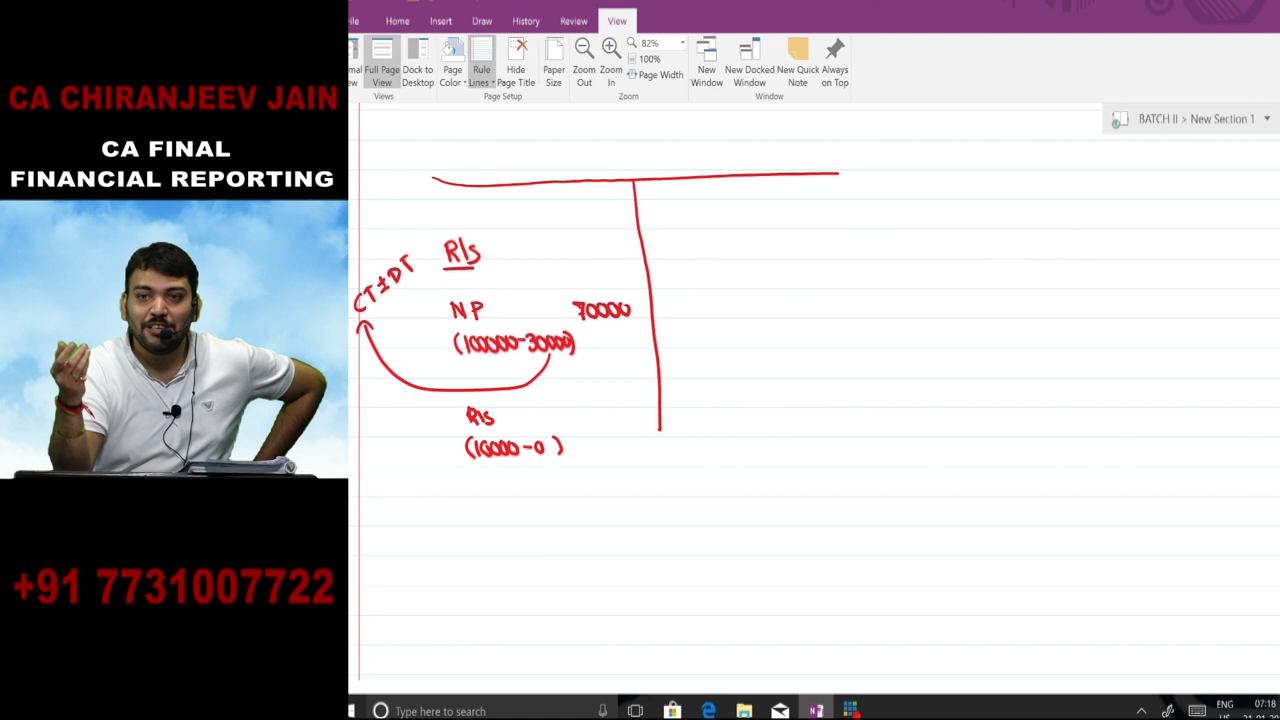 CA CHIRANJEEV JAIN
CA FINAL
FINANCIAL REPORTING
+91 7731007722
File Home Insert Draw History Review View
Full Page View
Dock to Desktop
Views
Page Color
Rule Lines
Hide Page Title
Page Setup
Paper Size
Zoom Out
Zoom In
82%
100%
Page Width
Zoom
New Window
New Docked Window
New Quick Note
Always on Top
Window
BATCH II > New Section 1
R/s
CT±DT
NP 70000
(100000-30000)
R/s
(10000-0)
Type here to search
ENG
US
07:18